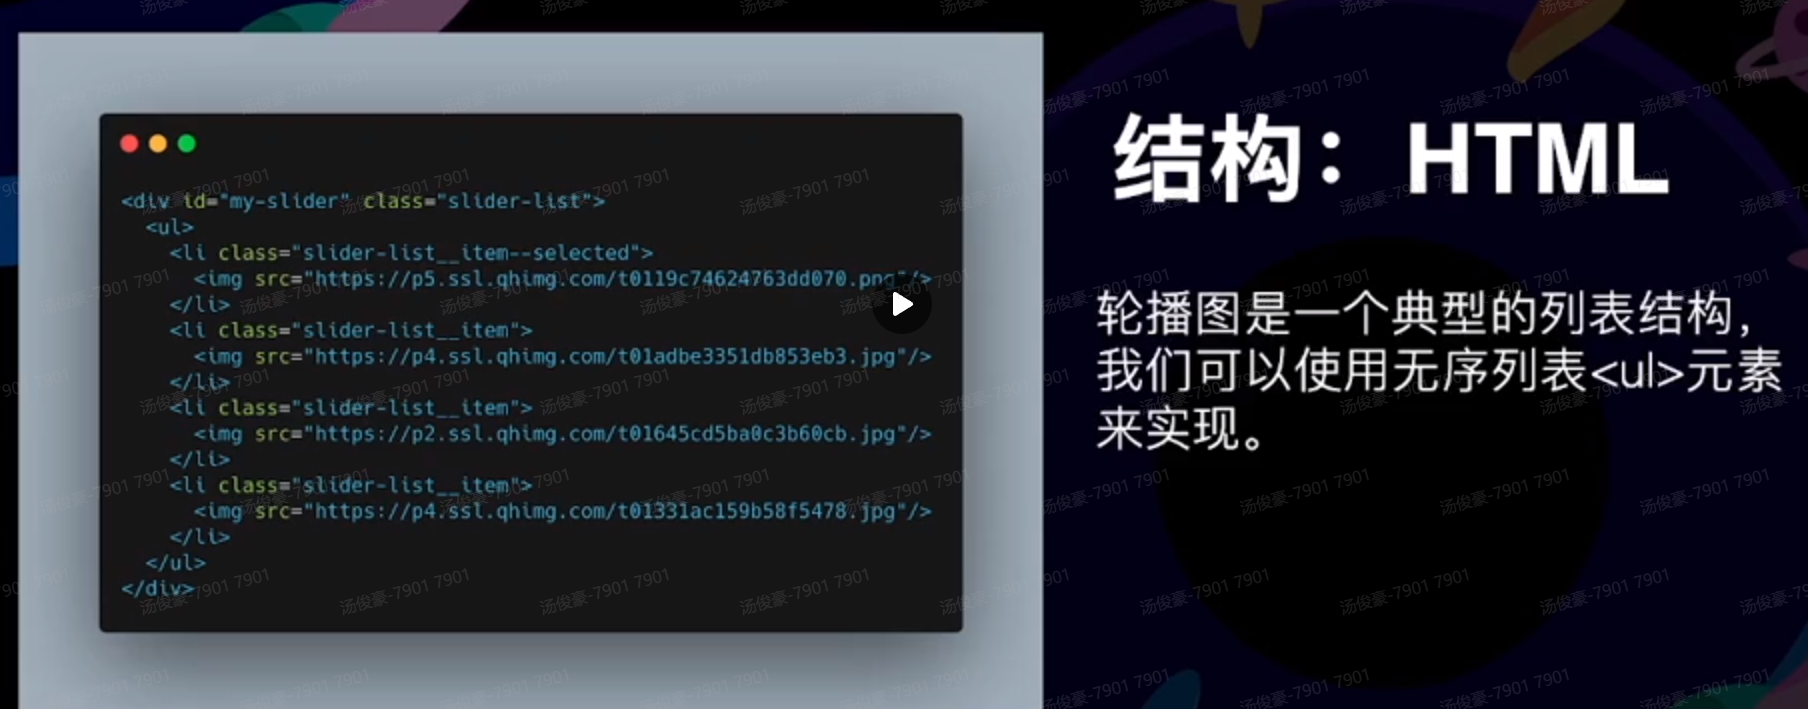 <div id="my-slider" class="slider-list">
<ul>
<li class="slider-list__item--selected">
<img src="https://p5.ssl.qhimg.com/t0119c74624763dd070.png"/>
</li>
<li class="slider-list__item">
<img src="https://p4.ssl.qhimg.com/t01adbe3351db853eb3.jpg"/>
</li>
<li class="slider-list__item">
<img src="https://p2.ssl.qhimg.com/t01645cd5ba0c3b60cb.jpg"/>
</li>
<li class="slider-list__item">
<img src="https://p4.ssl.qhimg.com/t01331ac159b58f5478.jpg"/>
</li>
</ul>
</div>
结构：HTML
轮播图是一个典型的列表结构，
我们可以使用无序列表<ul>元素
来实现。
汤俊豪-7901 7901